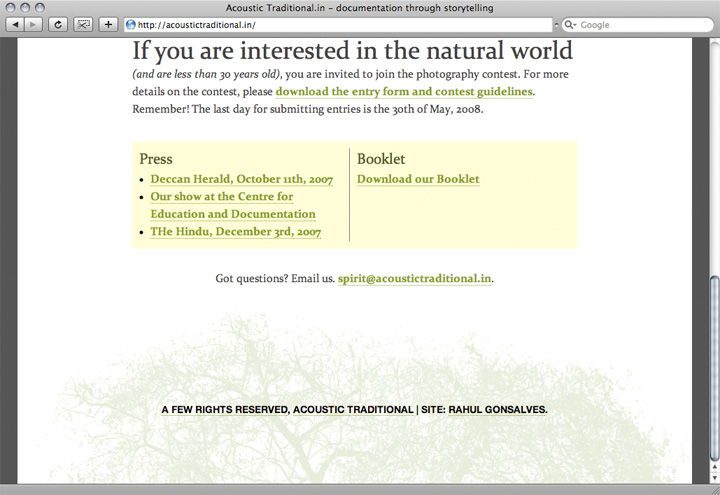 Acoustic Traditional.in – documentation through storytelling
http://acoustictraditional.in/
Google
If you are interested in the natural world
(and are less than 30 years old), you are invited to join the photography contest. For more
details on the contest, please download the entry form and contest guidelines.
Remember! The last day for submitting entries is the 30th of May, 2008.
Press
Deccan Herald, October 11th, 2007
Our show at the Centre for
Education and Documentation
THe Hindu, December 3rd, 2007
Booklet
Download our Booklet
Got questions? Email us. spirit@acoustictraditional.in.
A FEW RIGHTS RESERVED, ACOUSTIC TRADITIONAL | SITE: RAHUL GONSALVES.